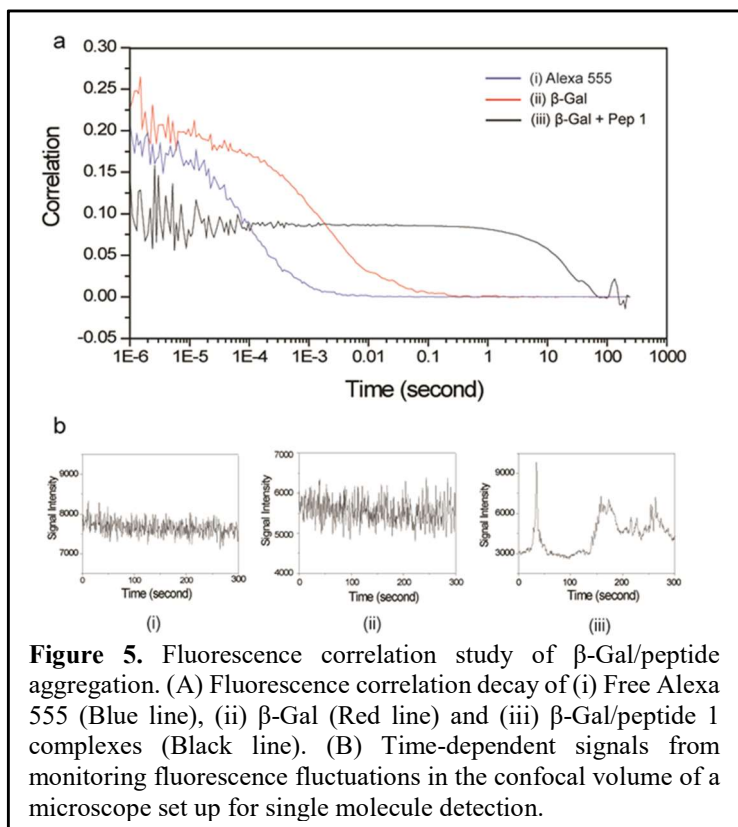 a
0.30
0.25
0.20
0.15
0.10
0.05
0.00
-0.05
Correlation
(i) Alexa 555
(ii) β-Gal
(iii) β-Gal + Pep 1
1E-6 1E-5 1E-4 1E-3 0.01 0.1 1 10 100 1000
Time (second)
b
9000
8000
7000
Signal Intensity
0 100 200 300
Time (second)
(i)
7000
6000
5000
4000
Signal Intensity
0 100 200 300
Time (second)
(ii)
9000
6000
3000
0
Signal Intensity
0 100 200 300
Time (second)
(iii)
Figure 5. Fluorescence correlation study of β-Gal/peptide
aggregation. (A) Fluorescence correlation decay of (i) Free Alexa
555 (Blue line), (ii) β-Gal (Red line) and (iii) β-Gal/peptide 1
complexes (Black line). (B) Time-dependent signals from
monitoring fluorescence fluctuations in the confocal volume of a
microscope set up for single molecule detection.